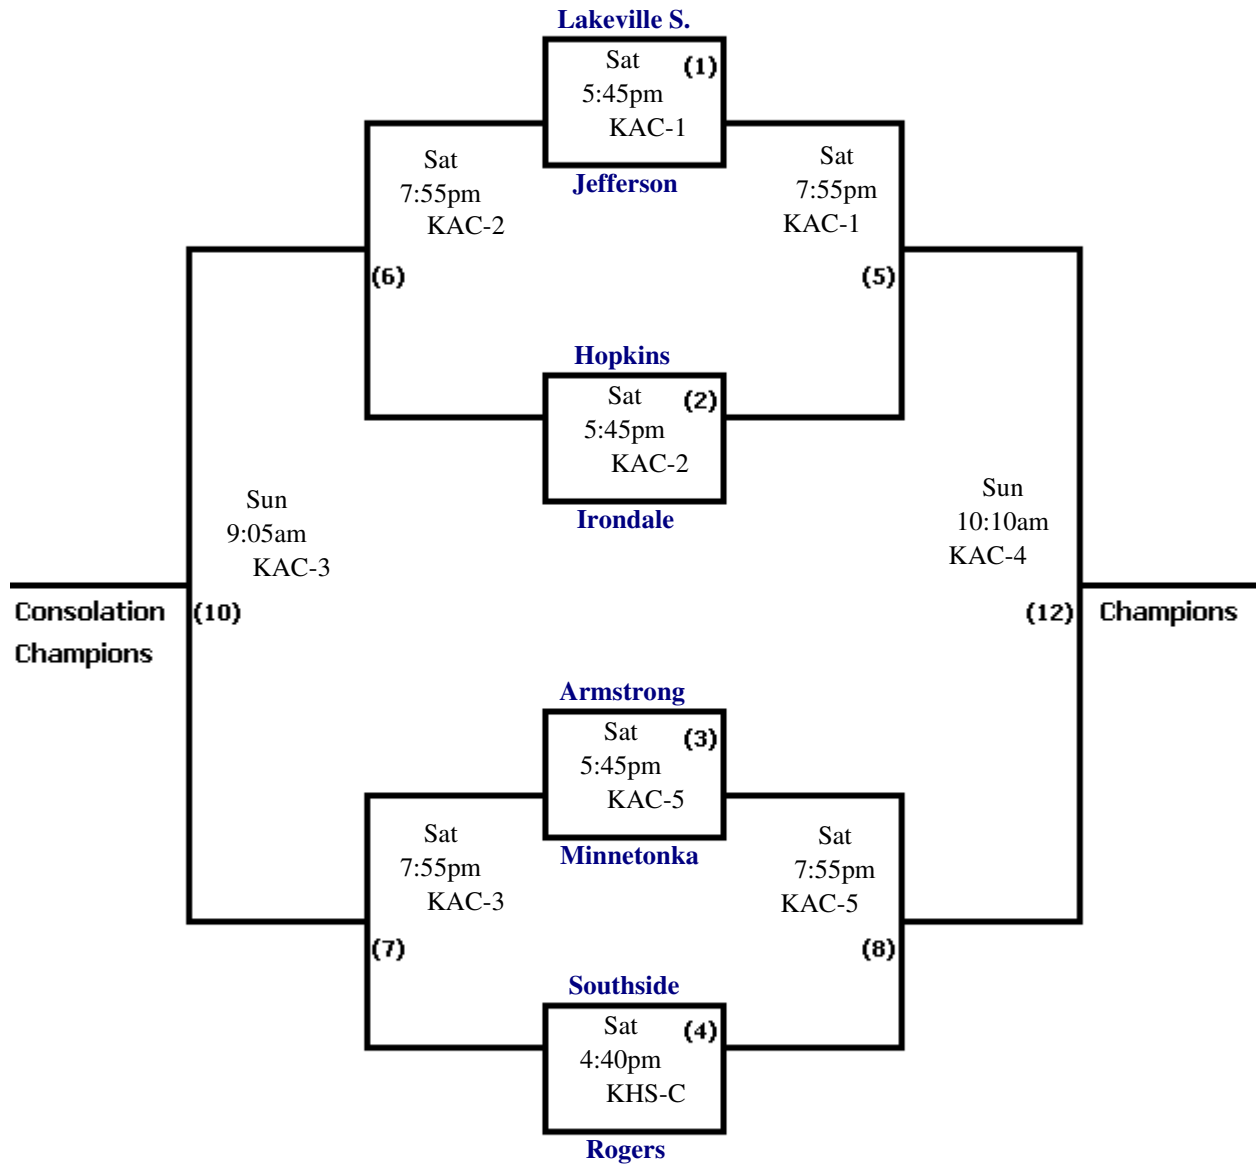 Lakeville S.
Sat (1)
5:45pm
KAC-1
Jefferson
Sat
7:55pm
KAC-2
(6)
Sat
7:55pm
KAC-1
(5)
Hopkins
Sat (2)
5:45pm
KAC-2
Irondale
Sun
9:05am
KAC-3
Consolation (10)
Champions
Sun
10:10am
KAC-4
(12) Champions
Armstrong
Sat (3)
5:45pm
KAC-5
Minnetonka
Sat
7:55pm
KAC-3
(7)
Sat
7:55pm
KAC-5
(8)
Southside
Sat (4)
4:40pm
KHS-C
Rogers